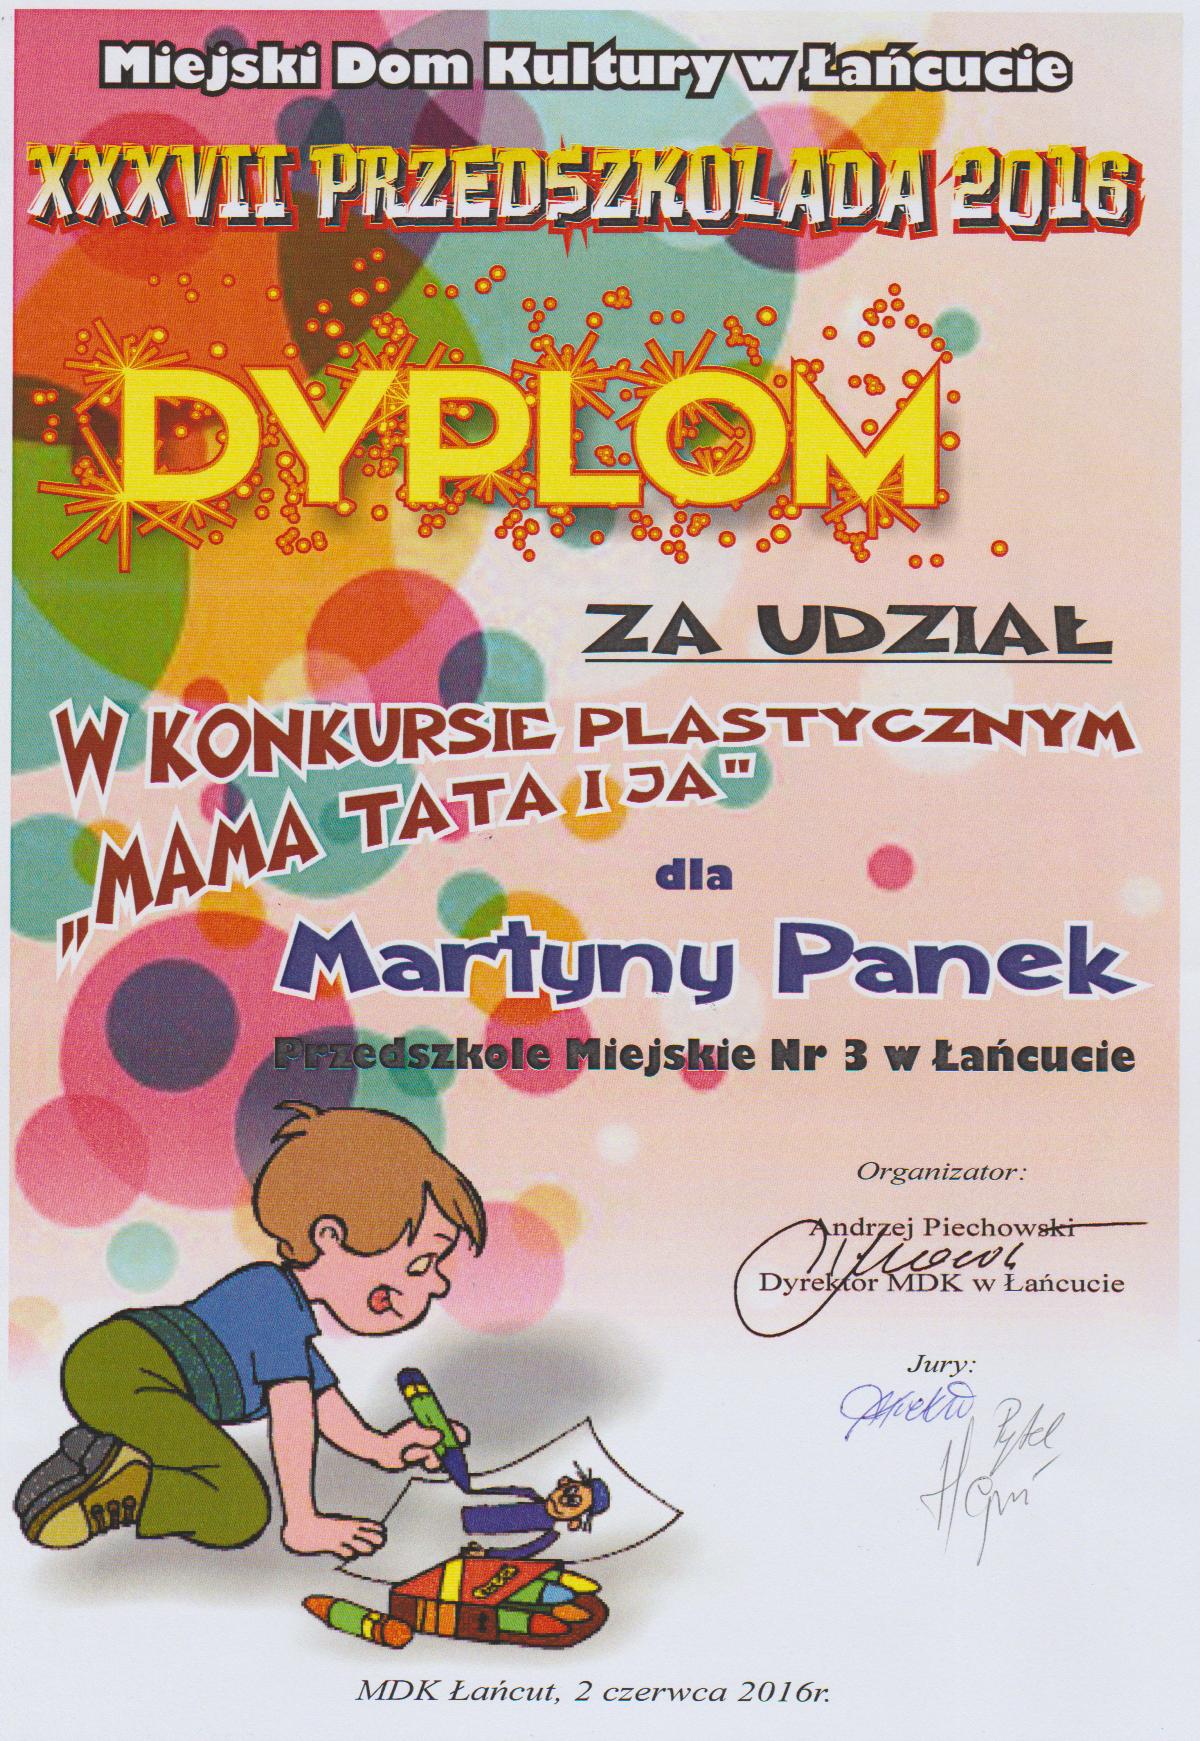 Miejski Dom Kultury w Łańcucie
XXXVII PRZEDSZKOLADA 2016
DYPLOM
ZA UDZIAŁ
W KONKURSIE PLASTYCZNYM
„MAMA TATA I JA"
dla
Martyny Panek
Przedszkole Miejskie Nr 3 w Łańcucie
Organizator:
Andrzej Piechowski
Dyrektor MDK w Łańcucie
Jury:
Pytel
MDK Łańcut, 2 czerwca 2016r.